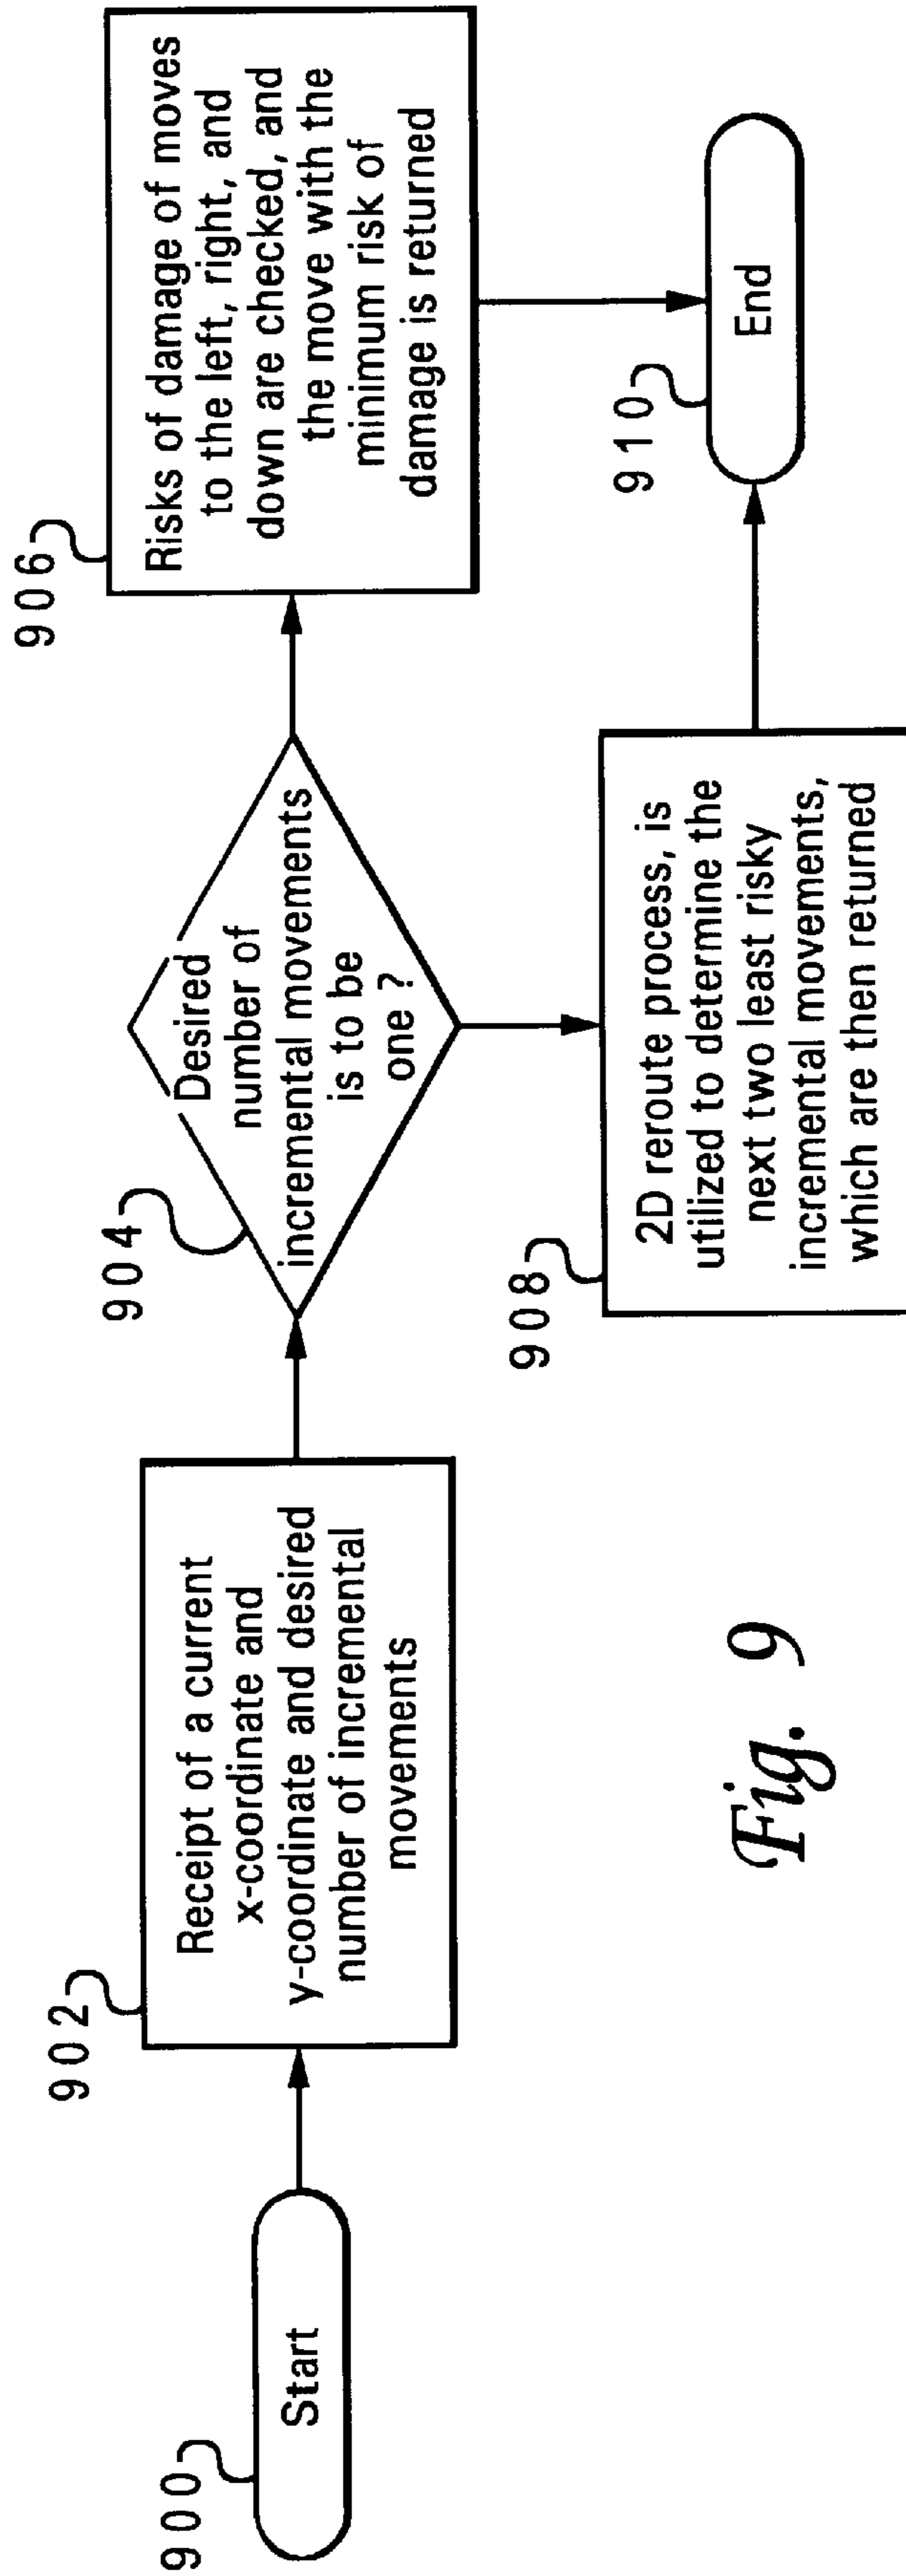 900
Start
902
Receipt of a current
x-coordinate and
y-coordinate and desired
number of incremental
movements
904
Desired
number of
incremental movements
is to be
one ?
906
Risks of damage of moves
to the left, right, and
down are checked, and
the move with the
minimum risk of
damage is returned
908
2D reroute process, is
utilized to determine the
next two least risky
incremental movements,
which are then returned
910
End
Fig. 9